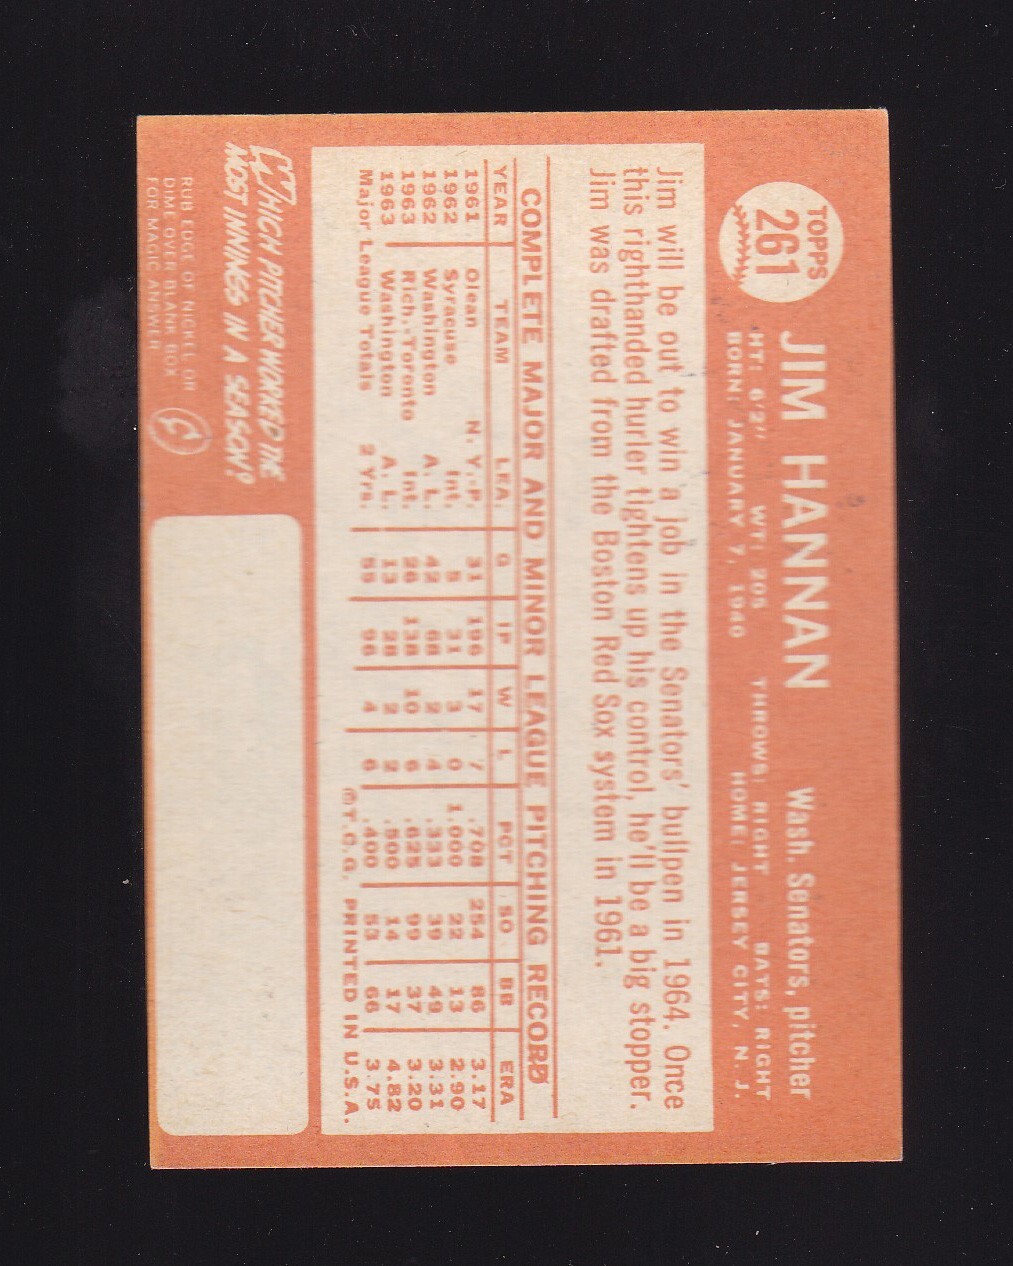 TOPPS
261
JIM HANNAN Wash. Senators, pitcher
HT: 6'2" WT: 205 THROWS: RIGHT BATS: RIGHT
BORN: JANUARY 7, 1940 HOME: JERSEY CITY, N. J.
Jim will be out to win a job in the Senators' bullpen in 1964. Once
this righthanded hurler tightens up his control, he'll be a big stopper.
Jim was drafted from the Boston Red Sox system in 1961.
COMPLETE MAJOR AND MINOR LEAGUE PITCHING RECORD
YEAR TEAM LEA. G IP W L PCT SO BB ERA
1961 Olean N. Y.-P. 31 196 17 7 .708 254 86 3.17
1962 Syracuse Int. 5 31 3 0 1.000 22 13 2.90
1962 Washington A. L. 42 68 2 4 .333 39 49 3.31
1963 Rich.-Toronto Int. 26 138 10 6 .625 99 37 3.20
1963 Washington A. L. 13 28 2 2 .500 14 17 4.82
Major League Totals 2 Yrs. 55 96 4 6 .400 53 66 3.75
©T.C.G. PRINTED IN U.S.A.
WHICH PITCHER WORKED THE
MOST INNINGS IN A SEASON?
RUB EDGE OF NICKEL OR
DIME OVER BLANK BOX
FOR MAGIC ANSWER